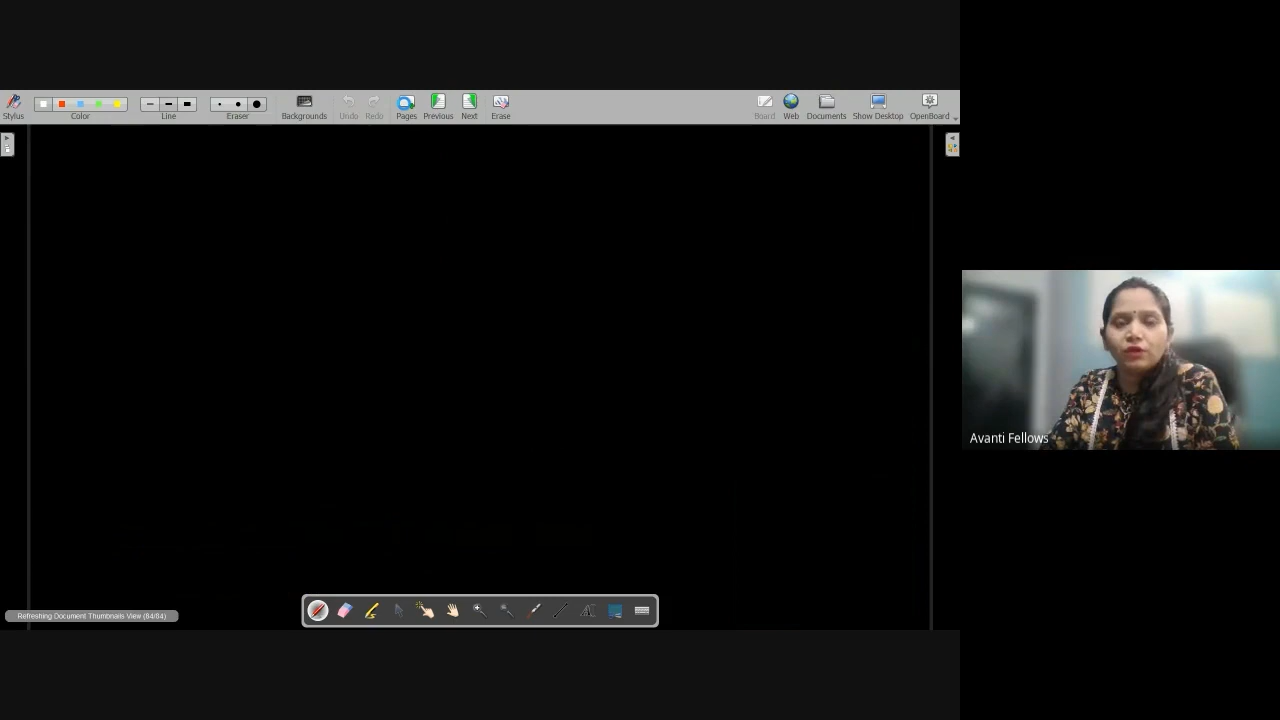 Stylus Color Line Eraser Backgrounds Undo Redo Pages Previous Next Erase Board Web Documents Show Desktop OpenBoard
Avanti Fellows
Refreshing Document Thumbnails View (84/84)